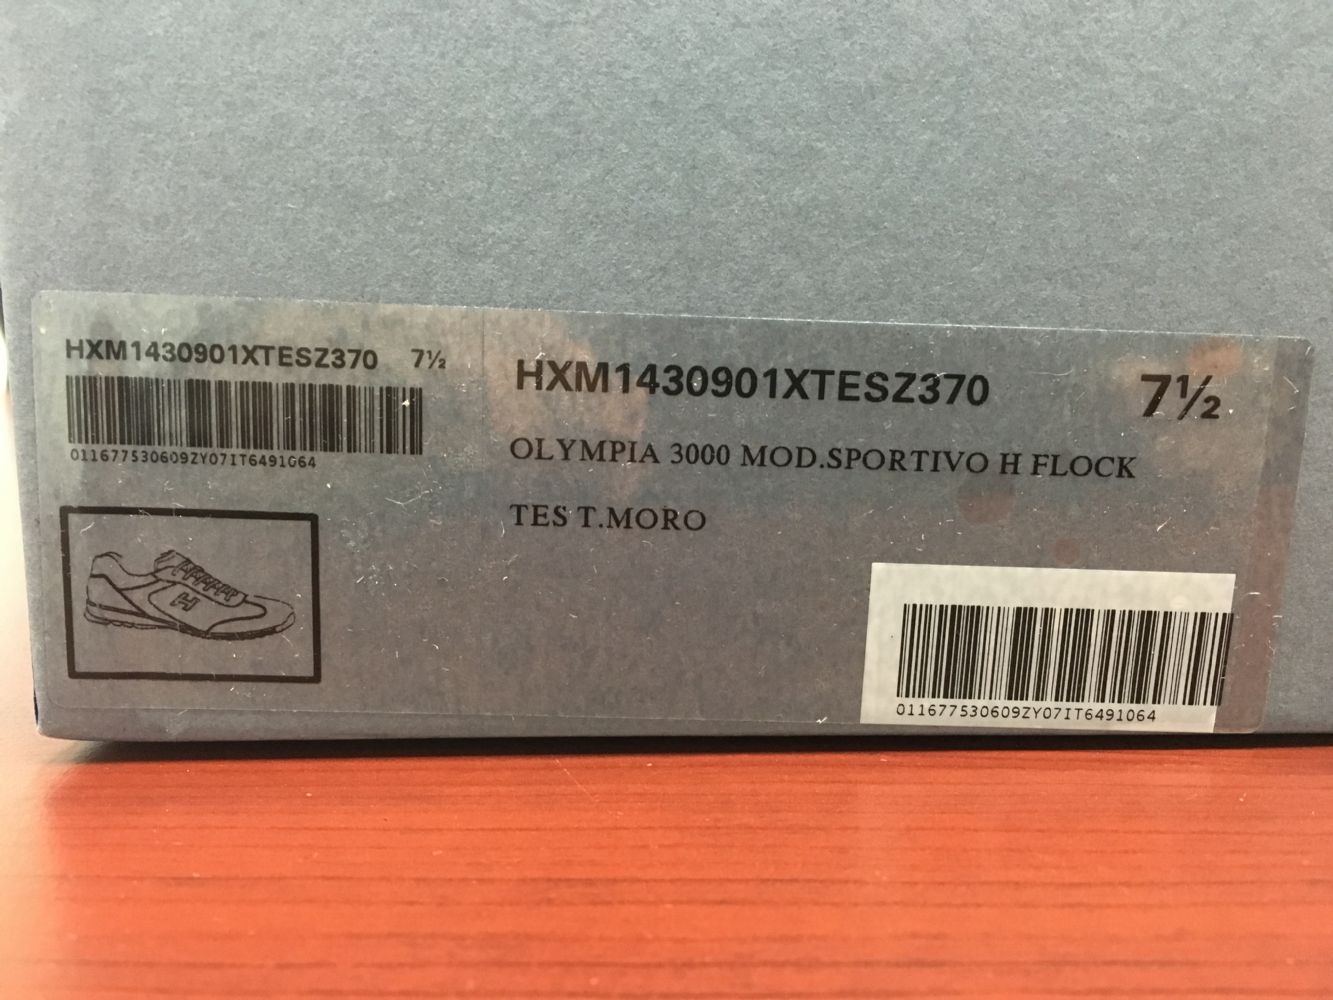 HXM1430901XTESZ370 7½
011677530609ZY07IT6491064
H
HXM1430901XTESZ370 7½
OLYMPIA 3000 MOD.SPORTIVO H FLOCK
TES T.MORO
011677530609ZY07IT6491064